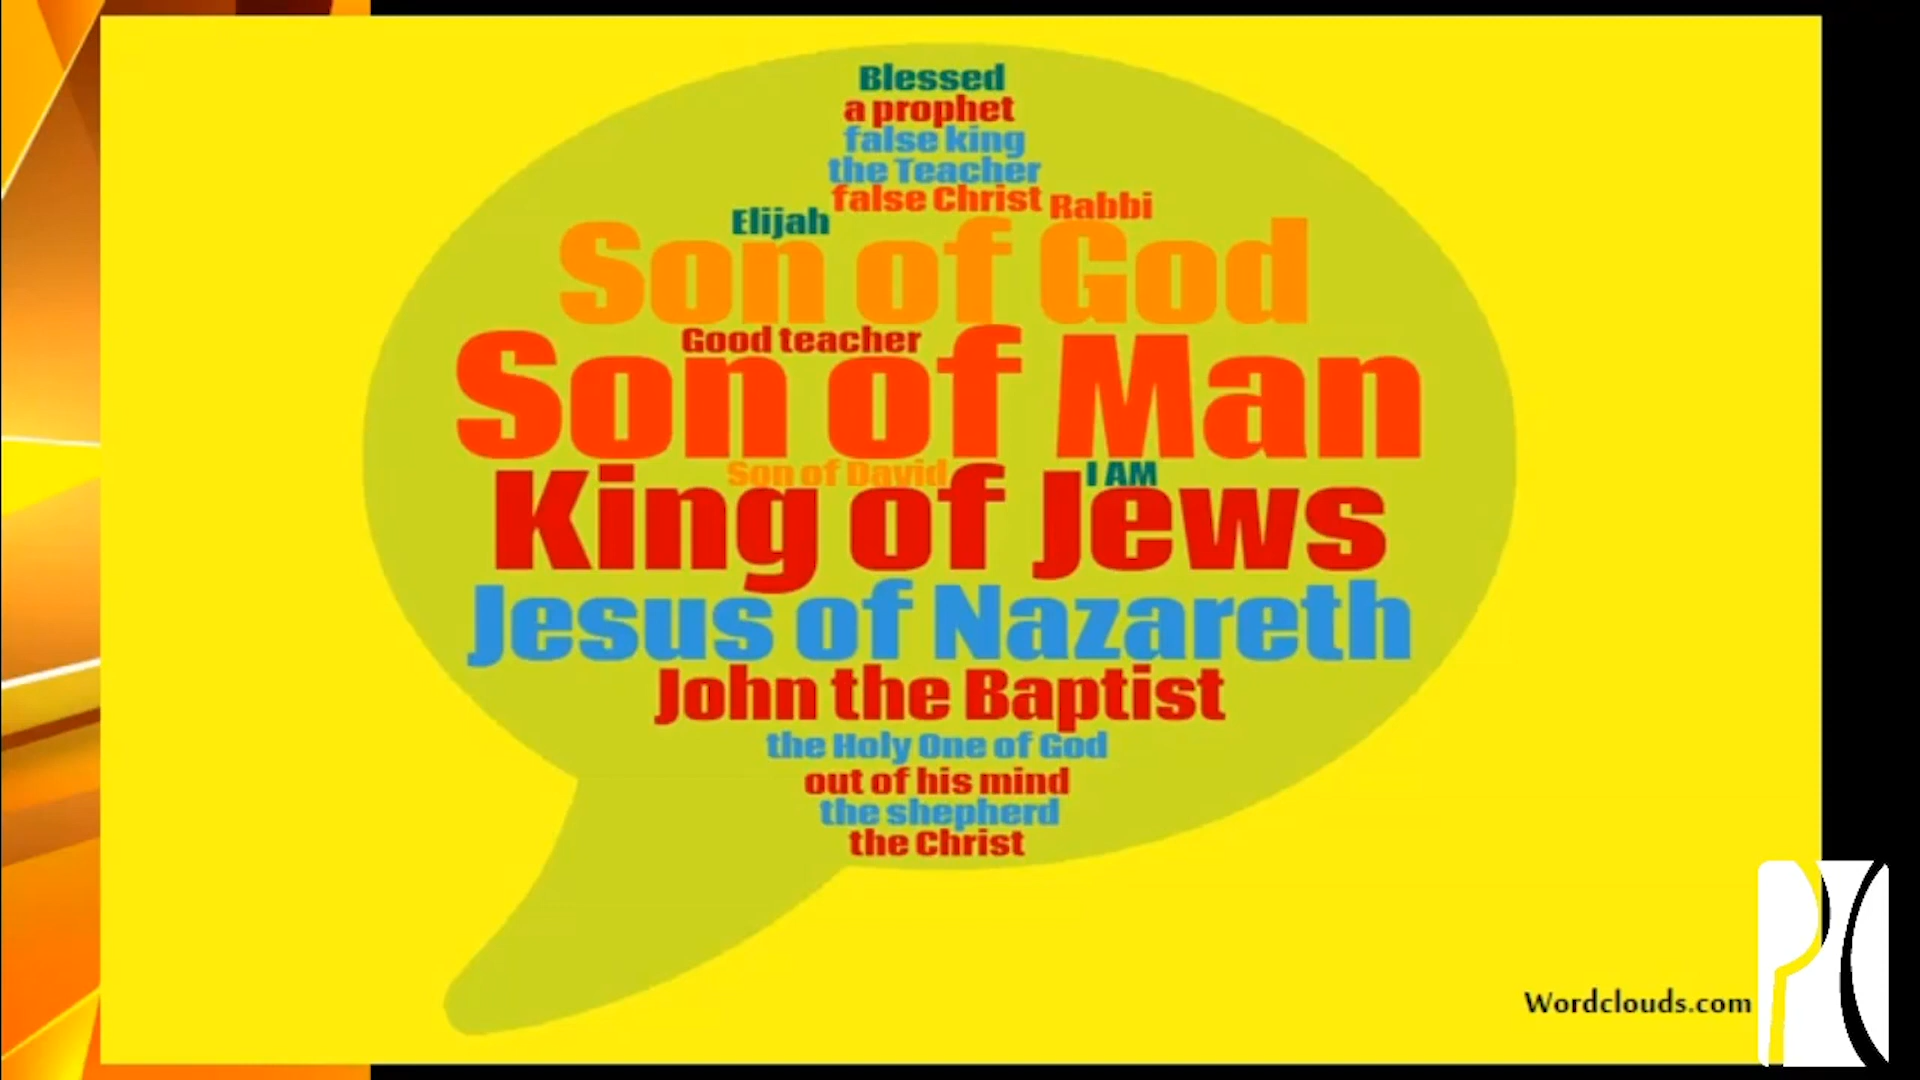 Blessed
a prophet
false king
the Teacher
false Christ Rabbi
Elijah
Son of God
Good teacher
Son of Man
Son of David I AM
King of Jews
Jesus of Nazareth
John the Baptist
the Holy One of God
out of his mind
the shepherd
the Christ
Wordclouds.com